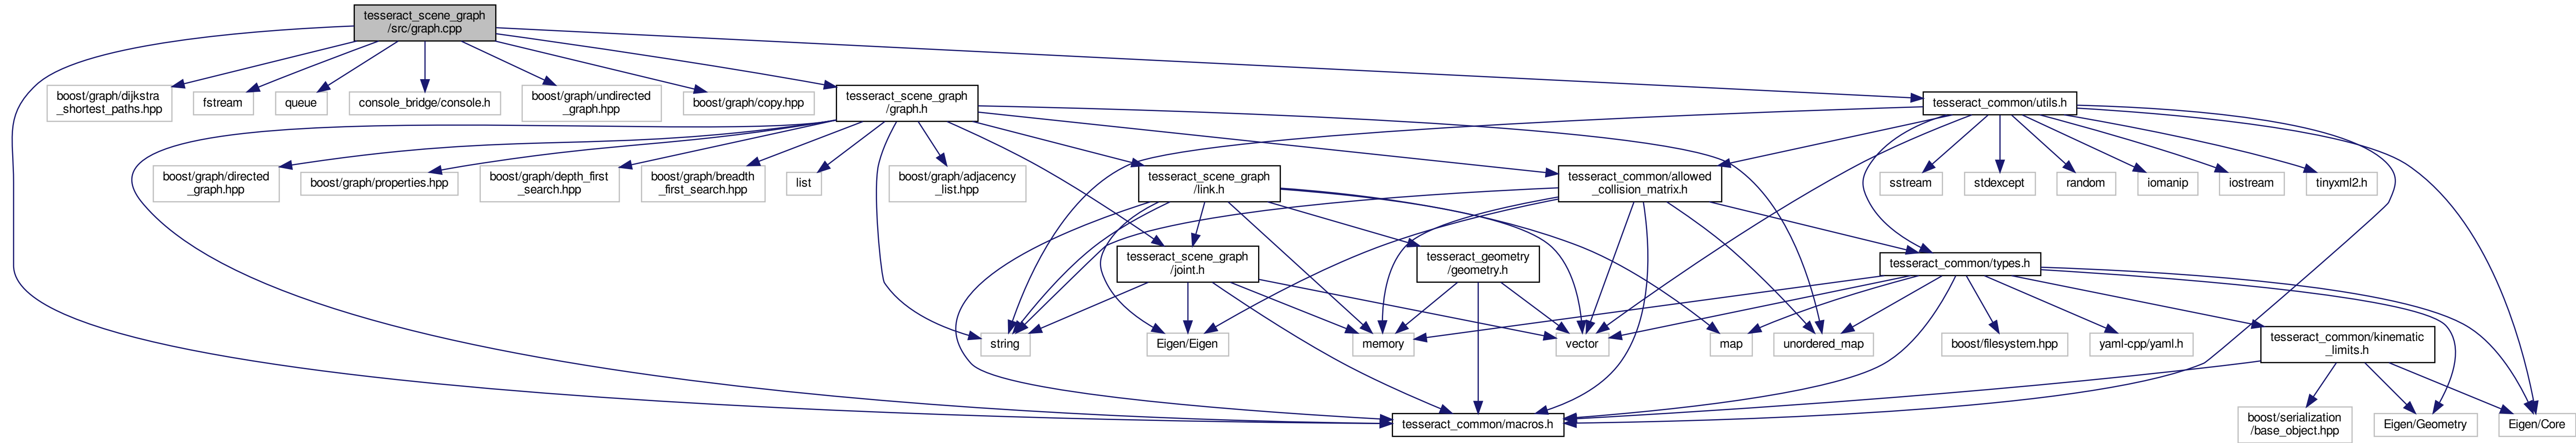 tesseract_scene_graph
/src/graph.cpp
boost/graph/dijkstra
_shortest_paths.hpp
fstream
queue
console_bridge/console.h
boost/graph/undirected
_graph.hpp
boost/graph/copy.hpp
tesseract_scene_graph
/graph.h
tesseract_common/utils.h
boost/graph/directed
_graph.hpp
boost/graph/properties.hpp
boost/graph/depth_first
_search.hpp
boost/graph/breadth
_first_search.hpp
list
boost/graph/adjacency
_list.hpp
tesseract_scene_graph
/link.h
tesseract_common/allowed
_collision_matrix.h
sstream
stdexcept
random
iomanip
iostream
tinyxml2.h
tesseract_scene_graph
/joint.h
tesseract_geometry
/geometry.h
tesseract_common/types.h
string
Eigen/Eigen
memory
vector
map
unordered_map
boost/filesystem.hpp
yaml-cpp/yaml.h
tesseract_common/kinematic
_limits.h
tesseract_common/macros.h
boost/serialization
/base_object.hpp
Eigen/Geometry
Eigen/Core